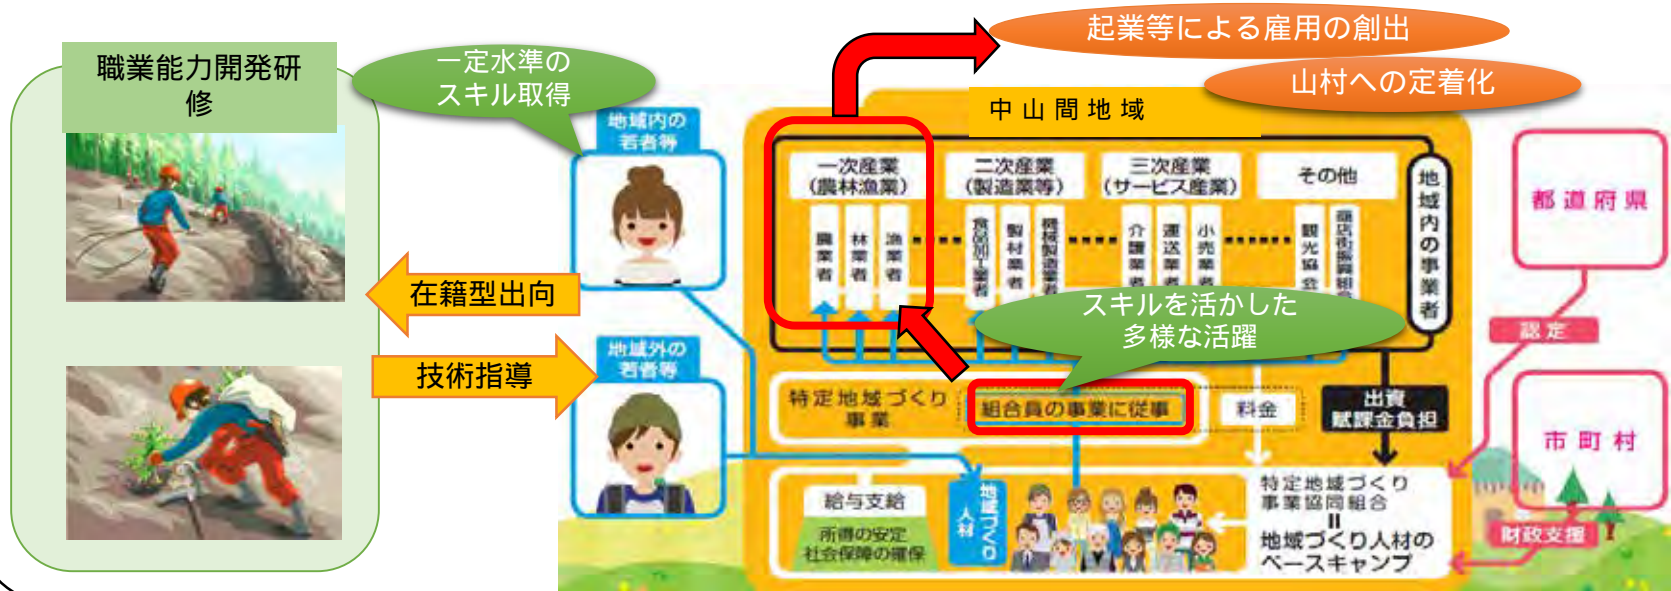 職業能力開発研
修
一定水準の
スキル取得
在籍型出向
技術指導
地域内の
若者等
地域外の
若者等
起業等による雇用の創出
山村への定着化
中山間地域
一次産業
(農林漁業)
農業者
林業者
漁業者
二次産業
(製造業等)
食品加工業者
製材業者
機械製造業者
三次産業
(サービス産業)
介護業者
運送業者
小売業者
その他
観光協会
商店街振興組合
地域内の事業者
スキルを活かした
多様な活躍
特定地域づくり
事業
組合員の事業に従事
料金
出資
賦課金負担
給与支給
所得の安定
社会保障の確保
地域づくり
人材
特定地域づくり
事業協同組合
=
地域づくり人材の
ベースキャンプ
都道府県
認定
市町村
財政支援